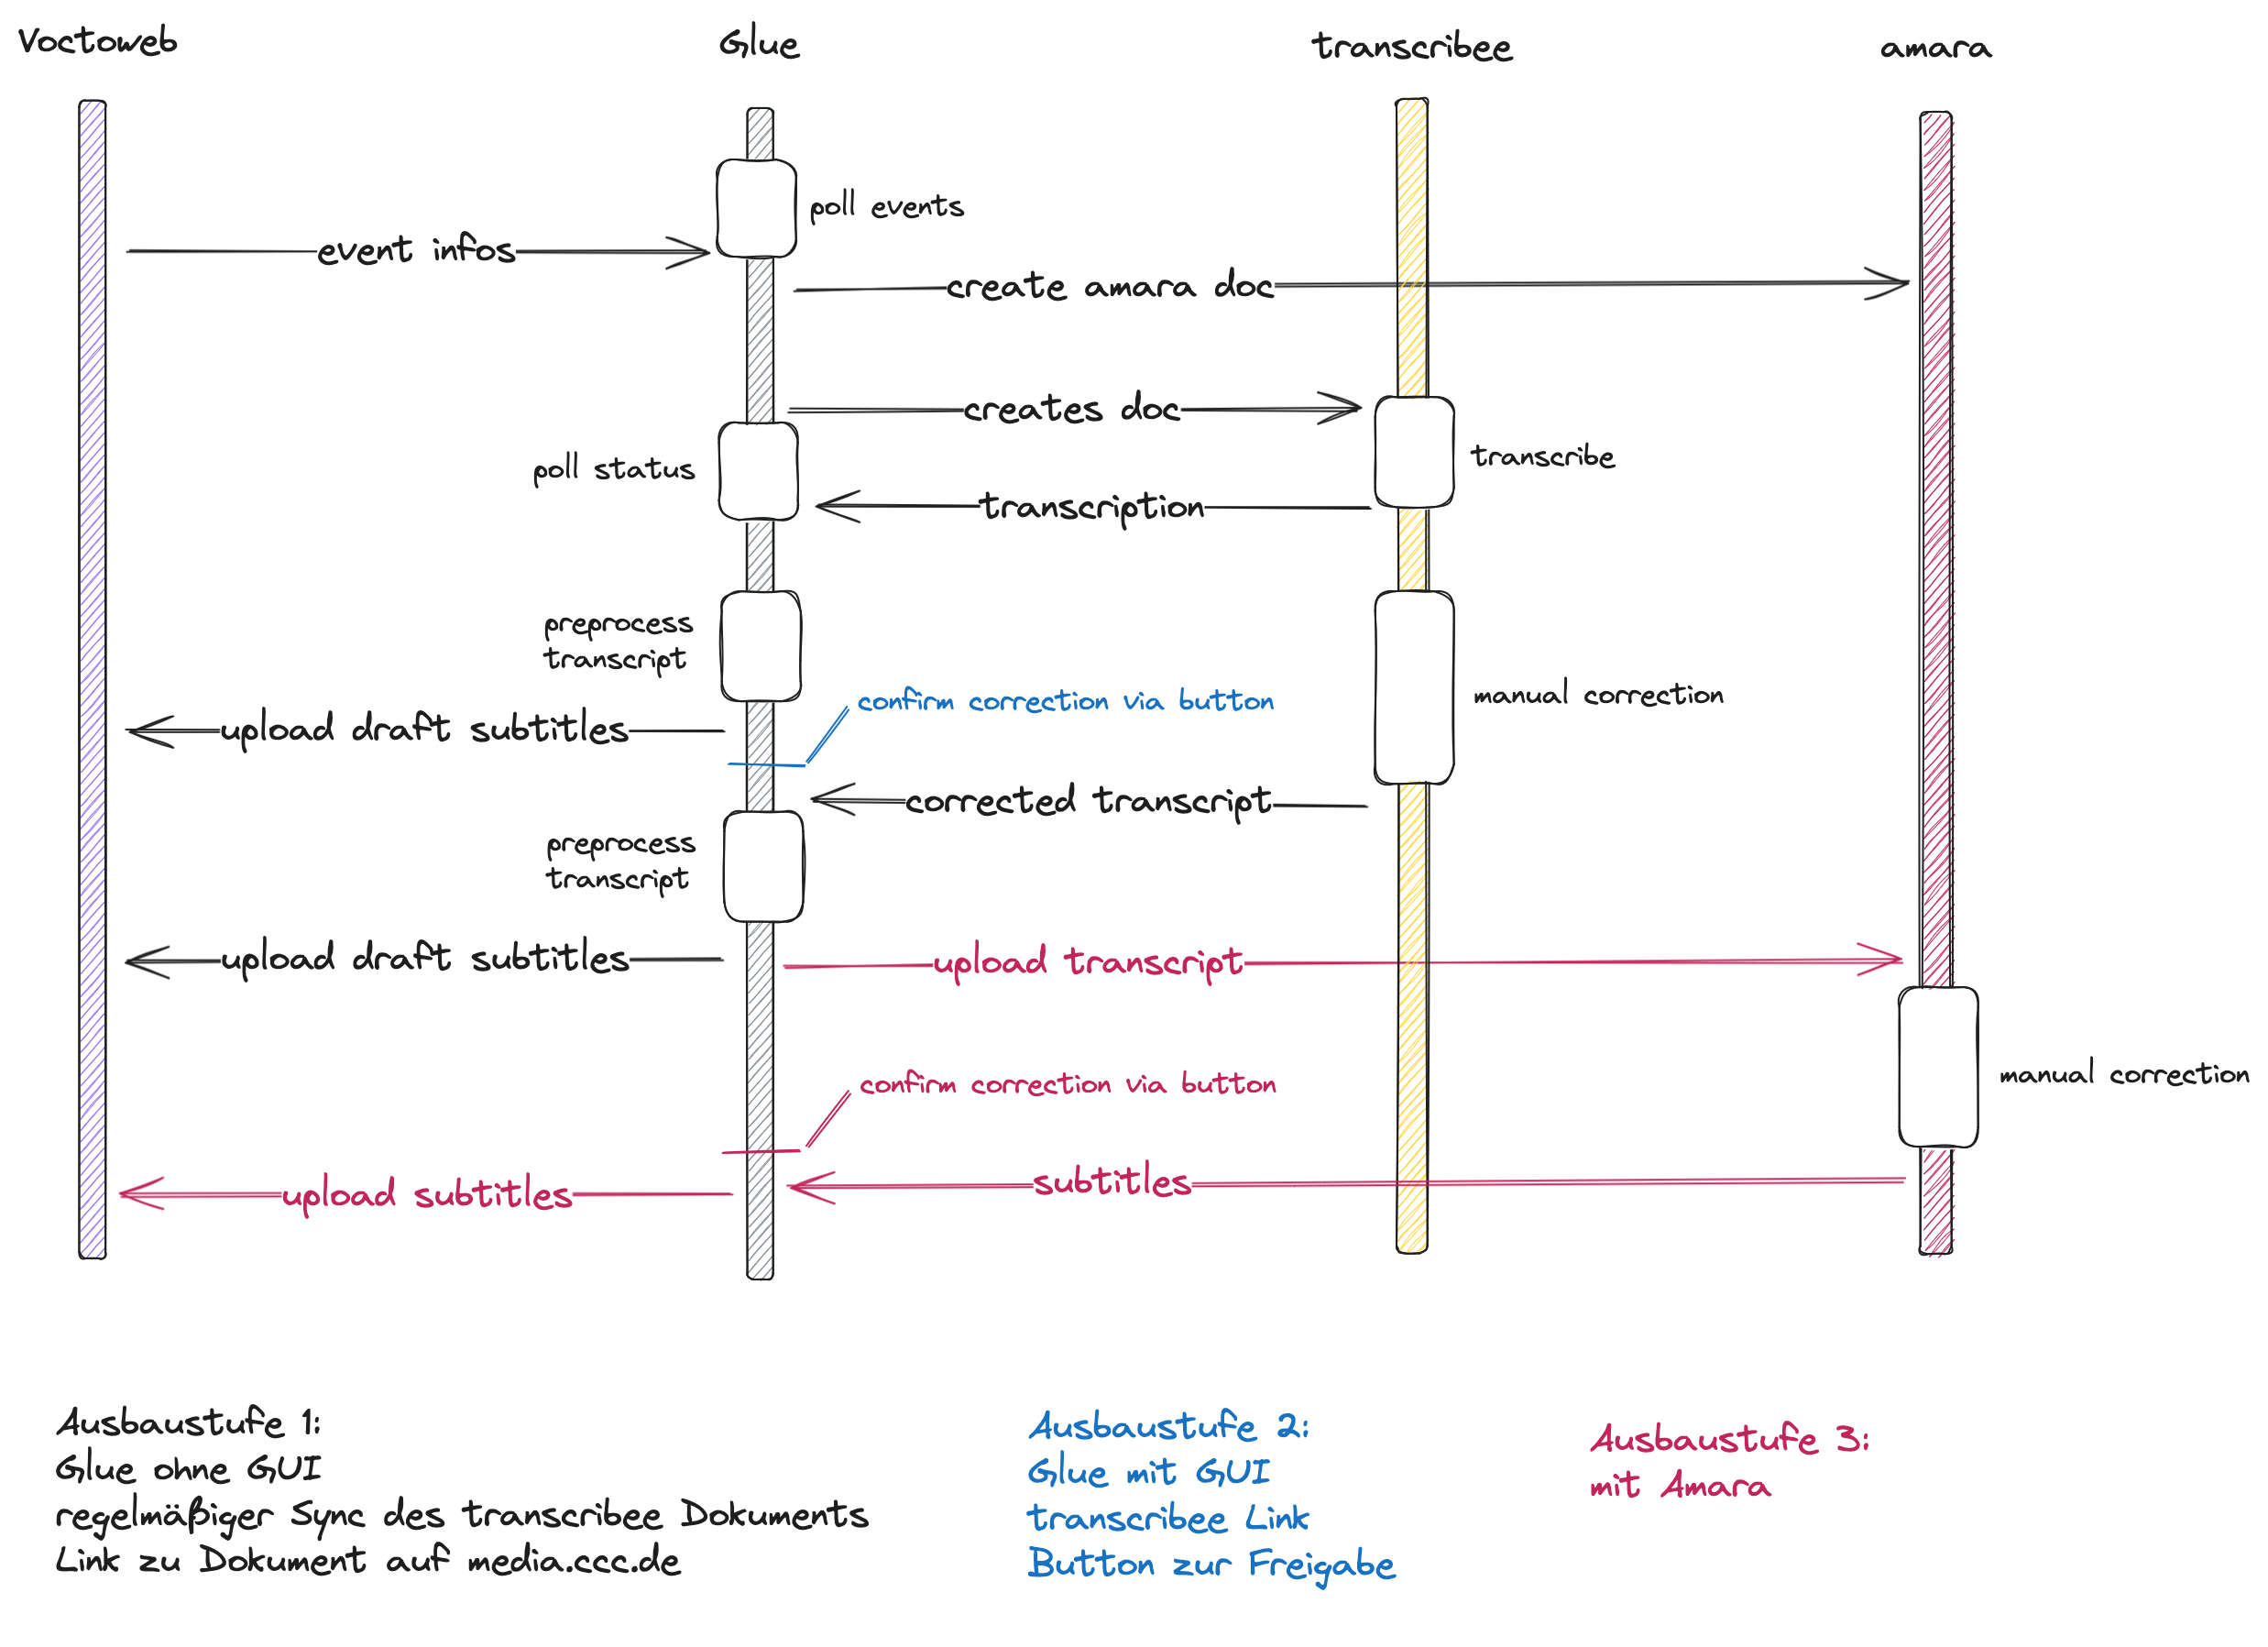 Voctoweb
Glue
transcribee
amara
poll events
event infos
create amara doc
creates doc
poll status
transcribe
transcription
preprocess
transcript
confirm correction via button
manual correction
upload draft subtitles
corrected transcript
preprocess
transcript
upload draft subtitles
upload transcript
confirm correction via button
manual correction
upload subtitles
subtitles
Ausbaustufe 1:
Glue ohne GUI
regelmäßiger Sync des transcribee Dokuments
Link zu Dokument auf media.ccc.de
Ausbaustufe 2:
Glue mit GUI
transcribee Link
Button zur Freigabe
Ausbaustufe 3:
mit Amara